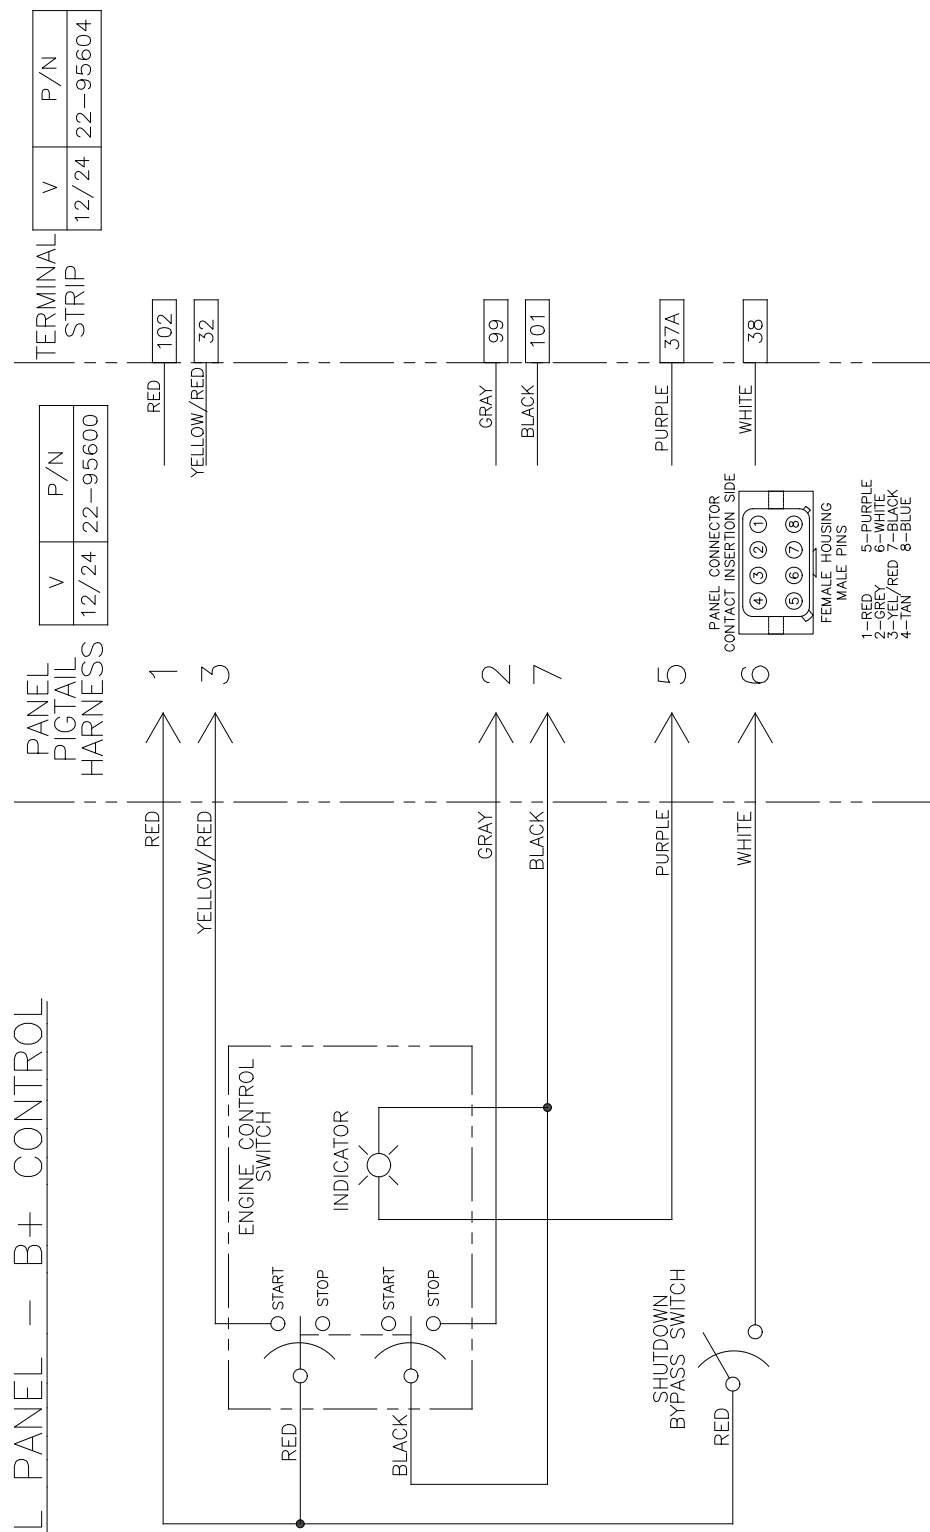 L PANEL - B+ CONTROL
PANEL
PIGTAIL
HARNESS
V P/N
12/24 22-95600
TERMINAL
STRIP
V P/N
12/24 22-95604
RED
1
RED
102
YELLOW/RED
3
YELLOW/RED
32
ENGINE CONTROL
SWITCH
START
STOP
RED
INDICATOR
START
STOP
BLACK
GRAY
2
GRAY
99
BLACK
7
BLACK
101
PURPLE
5
PURPLE
37A
SHUTDOWN
BYPASS SWITCH
RED
WHITE
6
WHITE
38
PANEL CONNECTOR
CONTACT INSERTION SIDE
4 3 2 1
5 6 7 8
FEMALE HOUSING
MALE PINS
1-RED 5-PURPLE
2-GREY 6-WHITE
3-YEL/RED 7-BLACK
4-TAN 8-BLUE